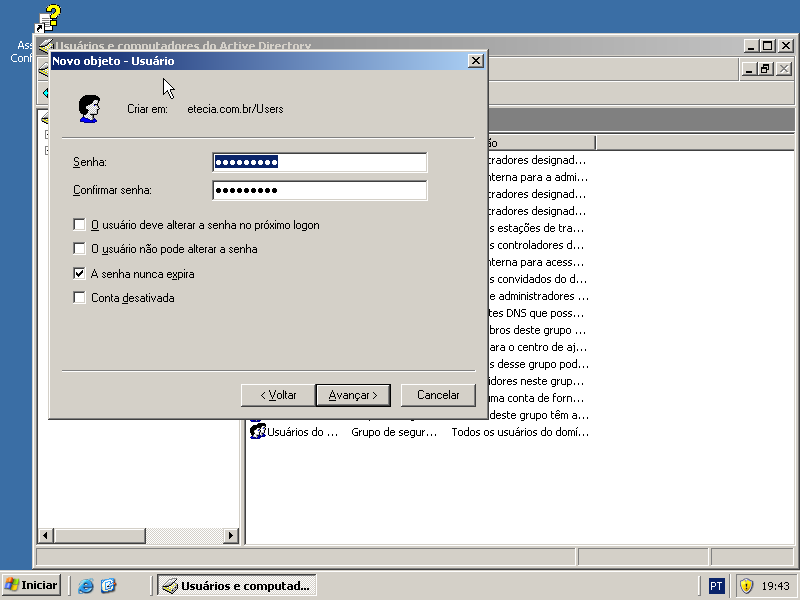 Ass
Conf
Usuários e computadores do Active Directory
Novo objeto - Usuário
Criar em: etecia.com.br/Users
Senha: ●●●●●●●●●
Confirmar senha: ●●●●●●●●●
O usuário deve alterar a senha no próximo logon
O usuário não pode alterar a senha
A senha nunca expira
Conta desativada
< Voltar
Avançar >
Cancelar
ão
tradores designad...
nterna para a admi...
tradores designad...
tradores designad...
s estações de tra...
s controladores d...
nterna para acess...
s convidados do d...
e administradores ...
tes DNS que poss...
bros deste grupo ...
ara o centro de aj...
s desse grupo pod...
idores neste grup...
uma conta de forn...
deste grupo têm a...
Usuários do ... Grupo de segur... Todos os usuários do domí...
Iniciar
Usuários e computad...
PT
19:43